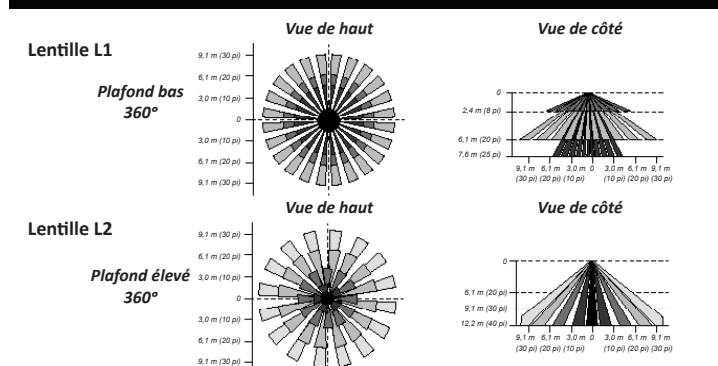 Vue de haut
Vue de côté
Lentille L1
Plafond bas
360°
9,1 m (30 pi)
6,1 m (20 pi)
3,0 m (10 pi)
0
3,0 m (10 pi)
6,1 m (20 pi)
9,1 m (30 pi)
0
2,4 m (8 pi)
6,1 m (20 pi)
7,6 m (25 pi)
9,1 m 6,1 m 3,0 m 0 3,0 m 6,1 m 9,1 m
(30 pi) (20 pi) (10 pi) (10 pi) (20 pi) (30 pi)
Vue de haut
Vue de côté
Lentille L2
Plafond élevé
360°
9,1 m (30 pi)
6,1 m (20 pi)
3,0 m (10 pi)
0
3,0 m (10 pi)
6,1 m (20 pi)
9,1 m (30 pi)
0
6,1 m (20 pi)
9,1 m (30 pi)
12,2 m (40 pi)
9,1 m 6,1 m 3,0 m 0 3,0 m 6,1 m 9,1 m
(30 pi) (20 pi) (10 pi) (10 pi) (20 pi) (30 pi)